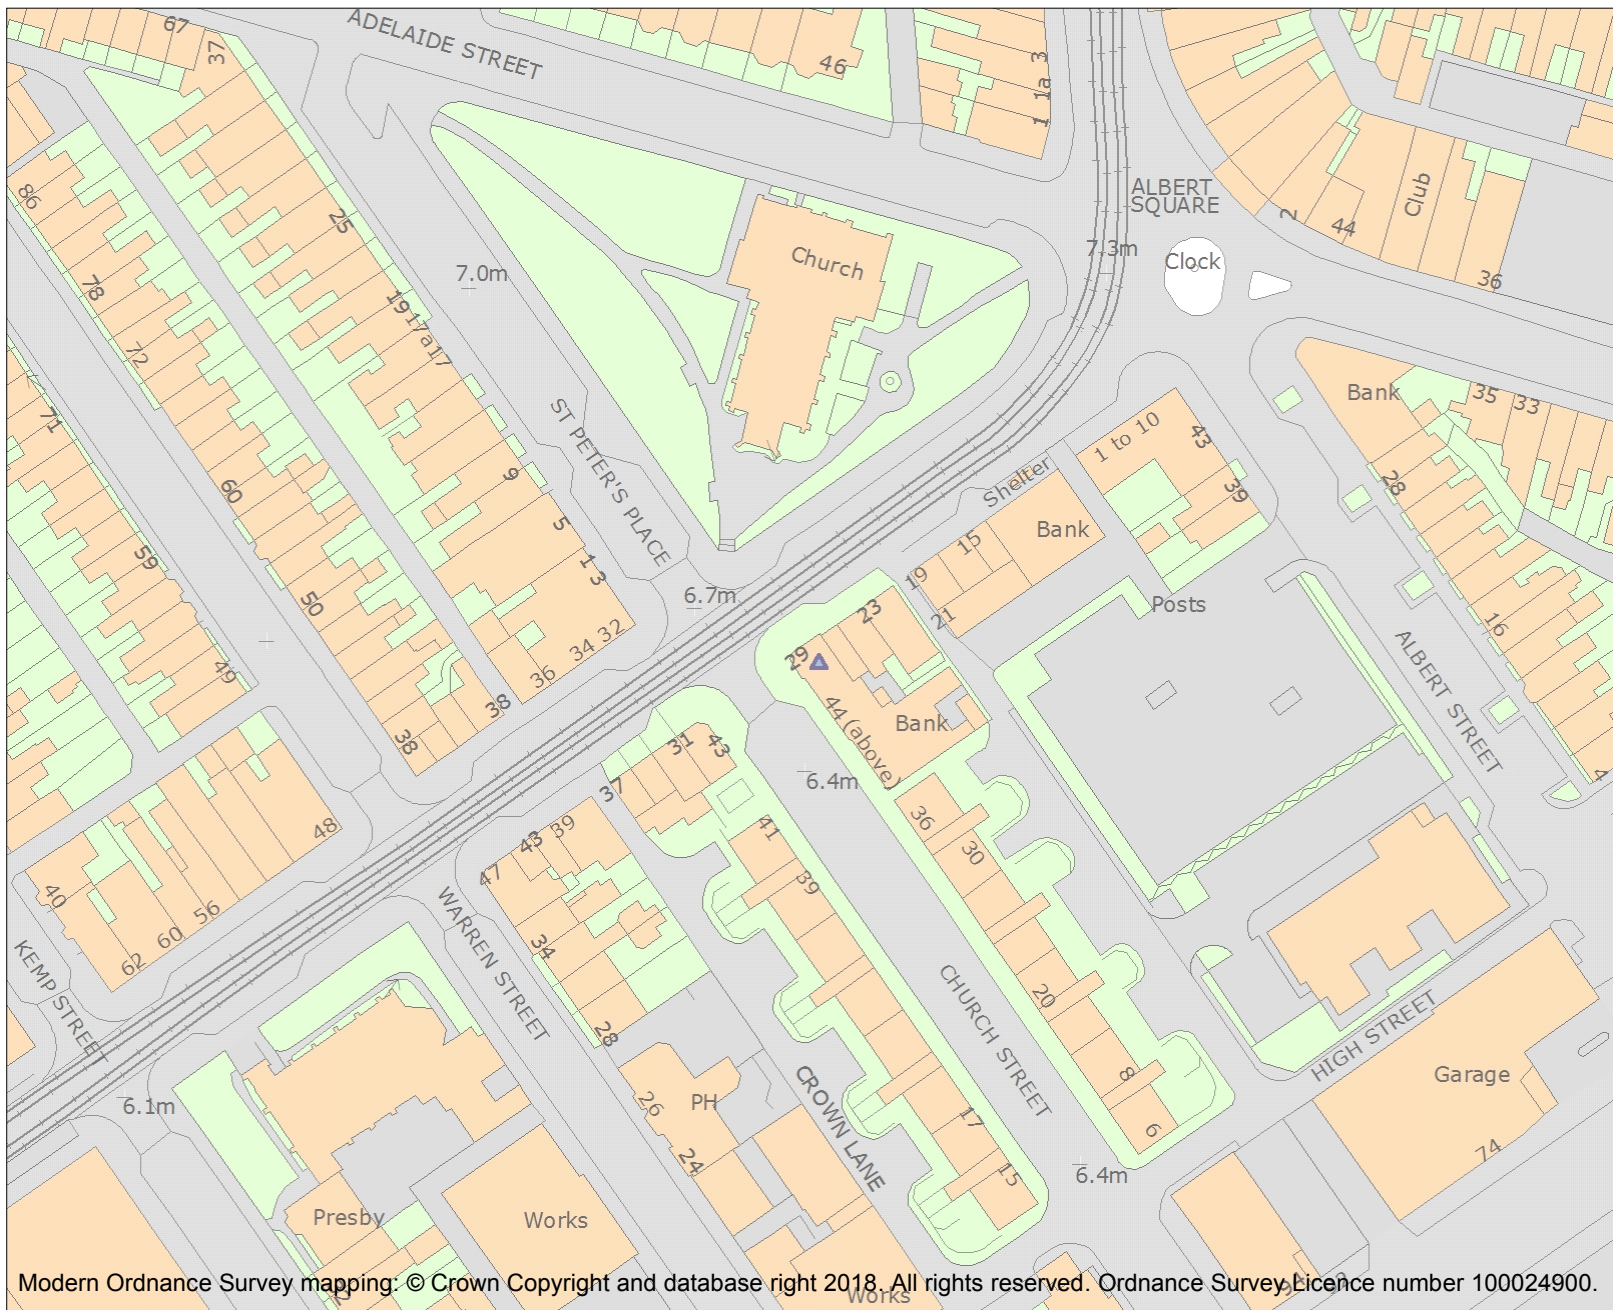 67
37
ADELAIDE STREET
46
3
1a
1
ALBERT
SQUARE
2
44
Club
36
86
25
7.0m
Church
7.3m
Clock
78
19
17a
17
72
71
Bank
35
33
ST PETER'S PLACE
1 to 10
43
9
60
Shelter
39
28
5
15
Bank
59
1
3
6.7m
19
50
23
21
Posts
32
34
16
49
36
29
ALBERT STREET
38
38
44 (above)
Bank
31
43
6.4m
37
4
48
43
39
41
36
47
30
40
39
56
WARREN STREET
60
34
62
KEMP STREET
CHURCH STREET
20
28
HIGH STREET
CROWN LANE
8
Garage
26
PH
6.1m
17
6
74
24
15
6.4m
Presby
Works
Works
Modern Ordnance Survey mapping: © Crown Copyright and database right 2018. All rights reserved. Ordnance Survey Licence number 100024900.